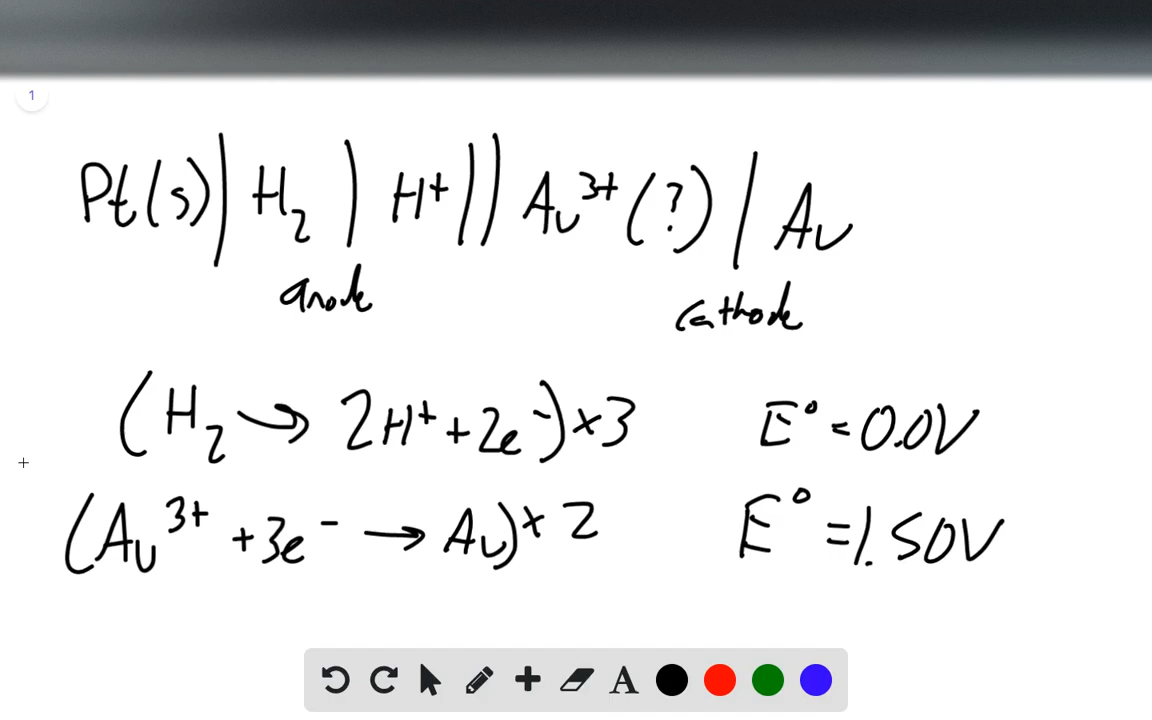 1
Pt(s)|H₂|H⁺||Au³⁺(?)|Au
anode cathode
(H₂ → 2H⁺ + 2e⁻)×3 E° = 0.0V
(Au³⁺ + 3e⁻ → Au)×2 E° = 1.50V
A